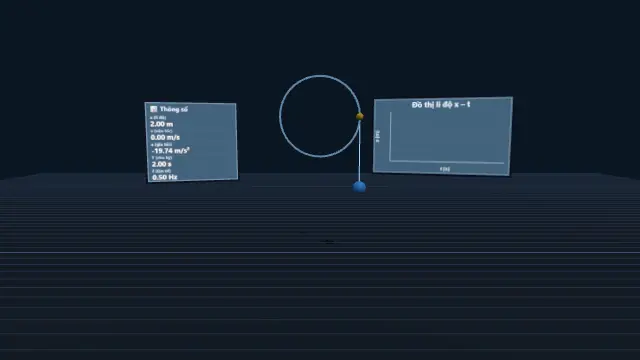 Thông số
x (li độ)
2.00 m
v (vận tốc)
0.00 m/s
a (gia tốc)
-19.74 m/s²
T (chu kỳ)
2.00 s
f (tần số)
0.50 Hz
Đồ thị li độ x – t
x (m)
t (s)